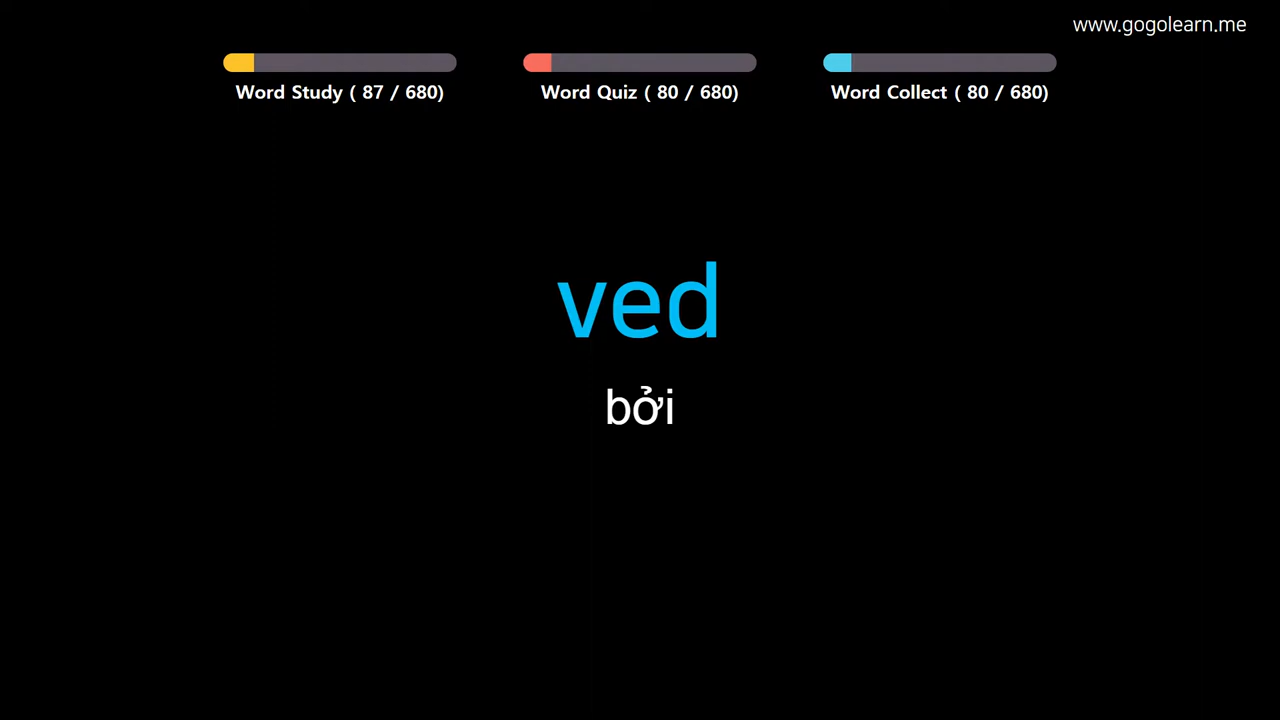 www.gogolearn.me
Word Study ( 87 / 680)
Word Quiz ( 80 / 680)
Word Collect ( 80 / 680)
ved
bởi